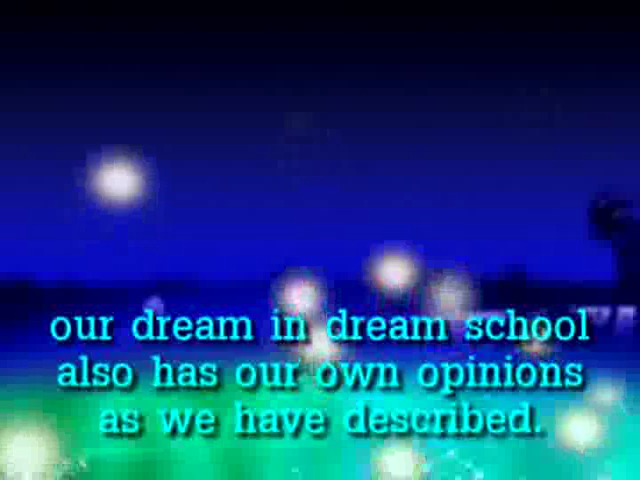 our dream in dream school
also has our own opinions
as we have described.